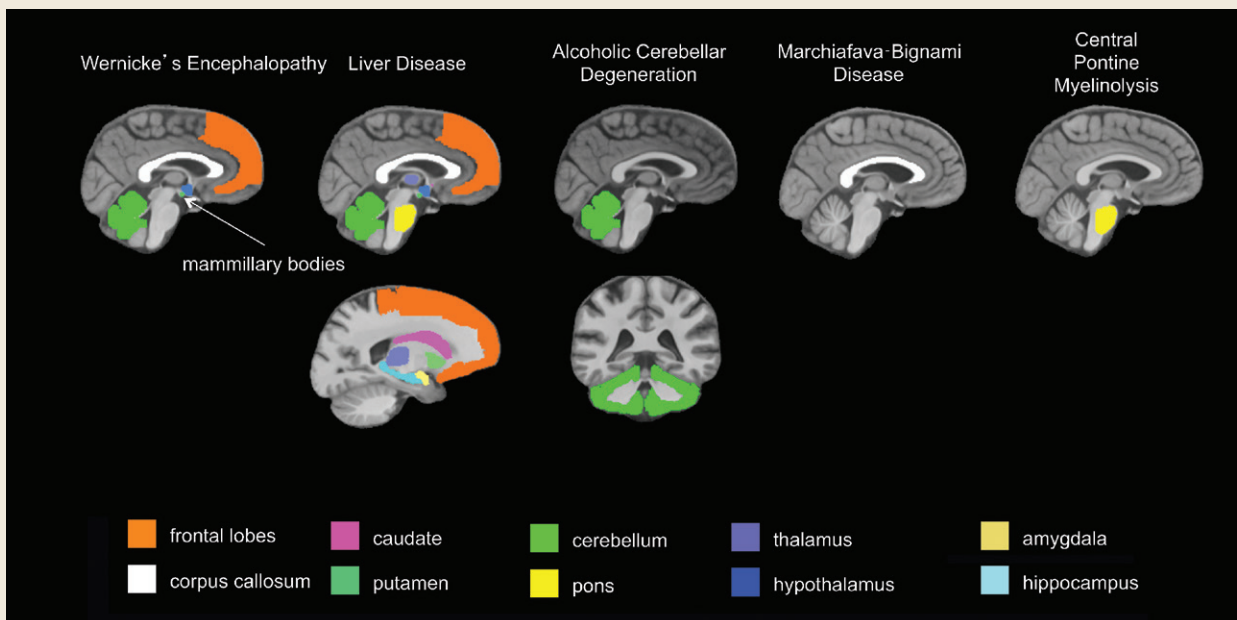 Wernicke's Encephalopathy
Liver Disease
Alcoholic Cerebellar
Degeneration
Marchiafava-Bignami
Disease
Central
Pontine
Myelinolysis
mammillary bodies
frontal lobes
caudate
cerebellum
thalamus
amygdala
corpus callosum
putamen
pons
hypothalamus
hippocampus